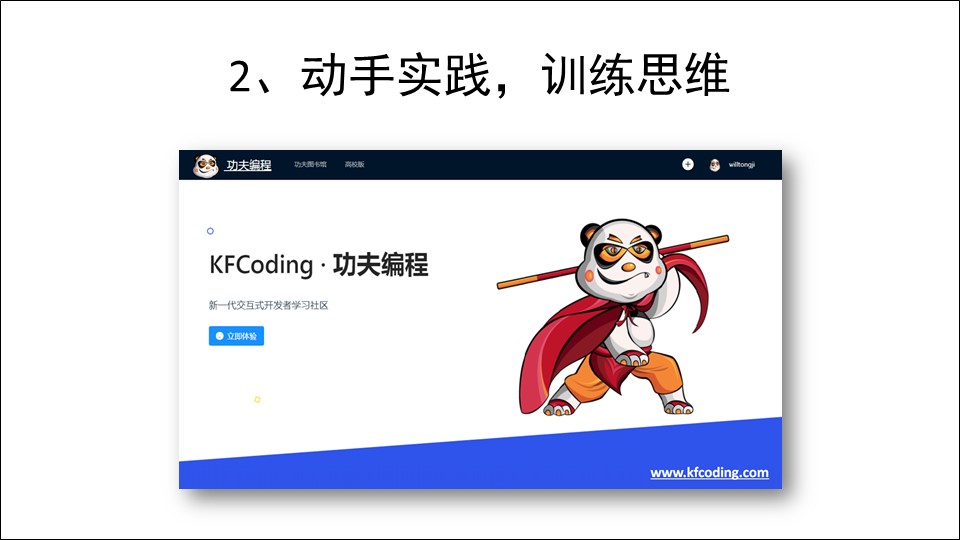 2、动手实践，训练思维
功夫编程 功夫图书馆 高校版 willtongji
KFCoding · 功夫编程
新一代交互式开发者学习社区
立即体验
www.kfcoding.com